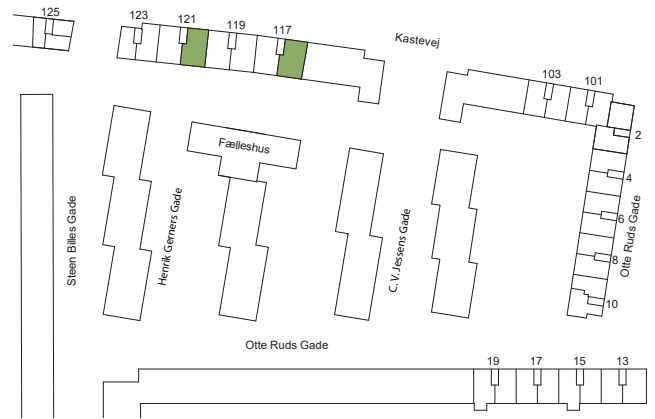 125
123
121
119
117
Kastevej
103
101
2
4
6
8
10
Otte Ruds Gade
Fælleshus
Steen Billes Gade
Henrik Gerners Gade
C.V. Jessens Gade
Otte Ruds Gade
19
17
15
13